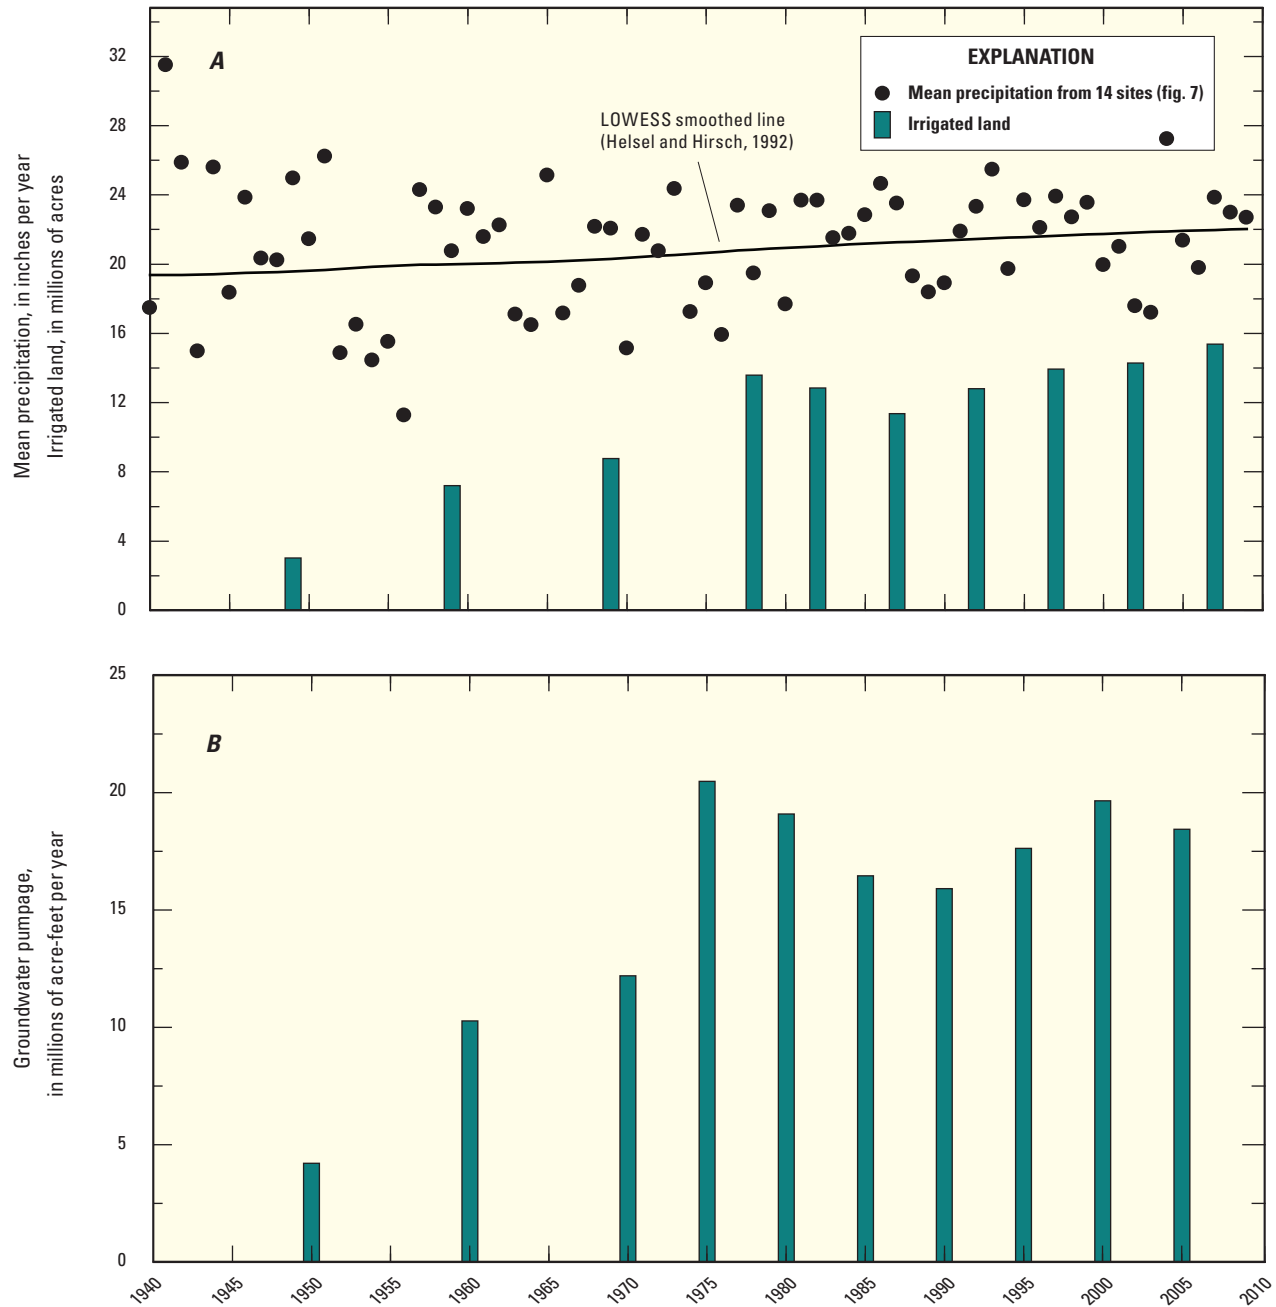 A
EXPLANATION
Mean precipitation from 14 sites (fig. 7)
Irrigated land
LOWESS smoothed line
(Helsel and Hirsch, 1992)
Mean precipitation, in inches per year
Irrigated land, in millions of acres
32
28
24
20
16
12
8
4
0
B
Groundwater pumpage,
in millions of acre-feet per year
25
20
15
10
5
0
1940 1945 1950 1955 1960 1965 1970 1975 1980 1985 1990 1995 2000 2005 2010